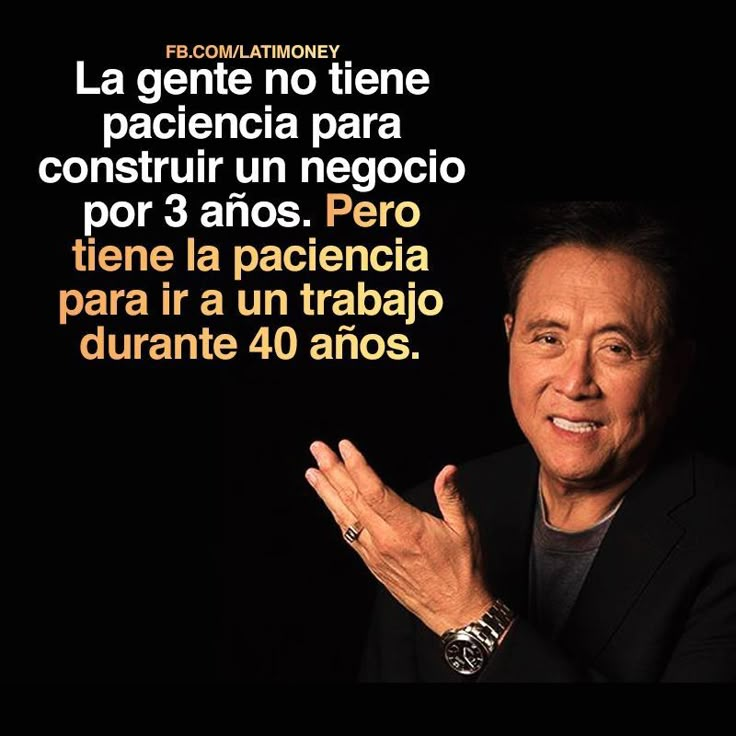 FB.COM/LATIMONEY
La gente no tiene
paciencia para
construir un negocio
por 3 años. Pero
tiene la paciencia
para ir a un trabajo
durante 40 años.